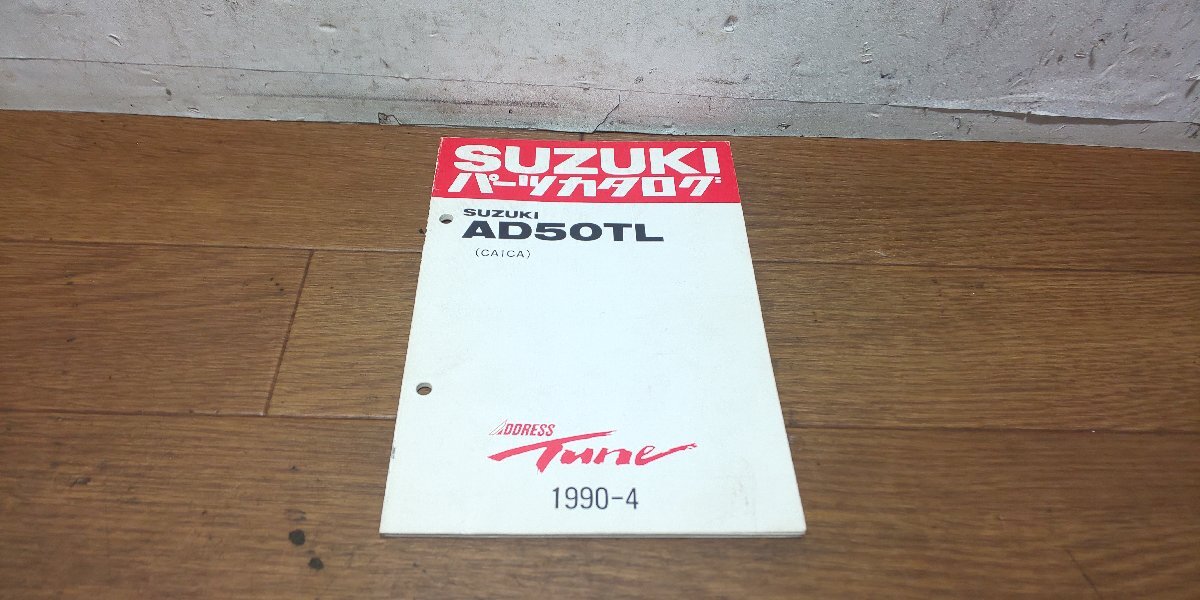 SUZUKI
パーツカタログ
SUZUKI
AD50TL
(CA1CA)
ADDRESS
Tune
1990-4